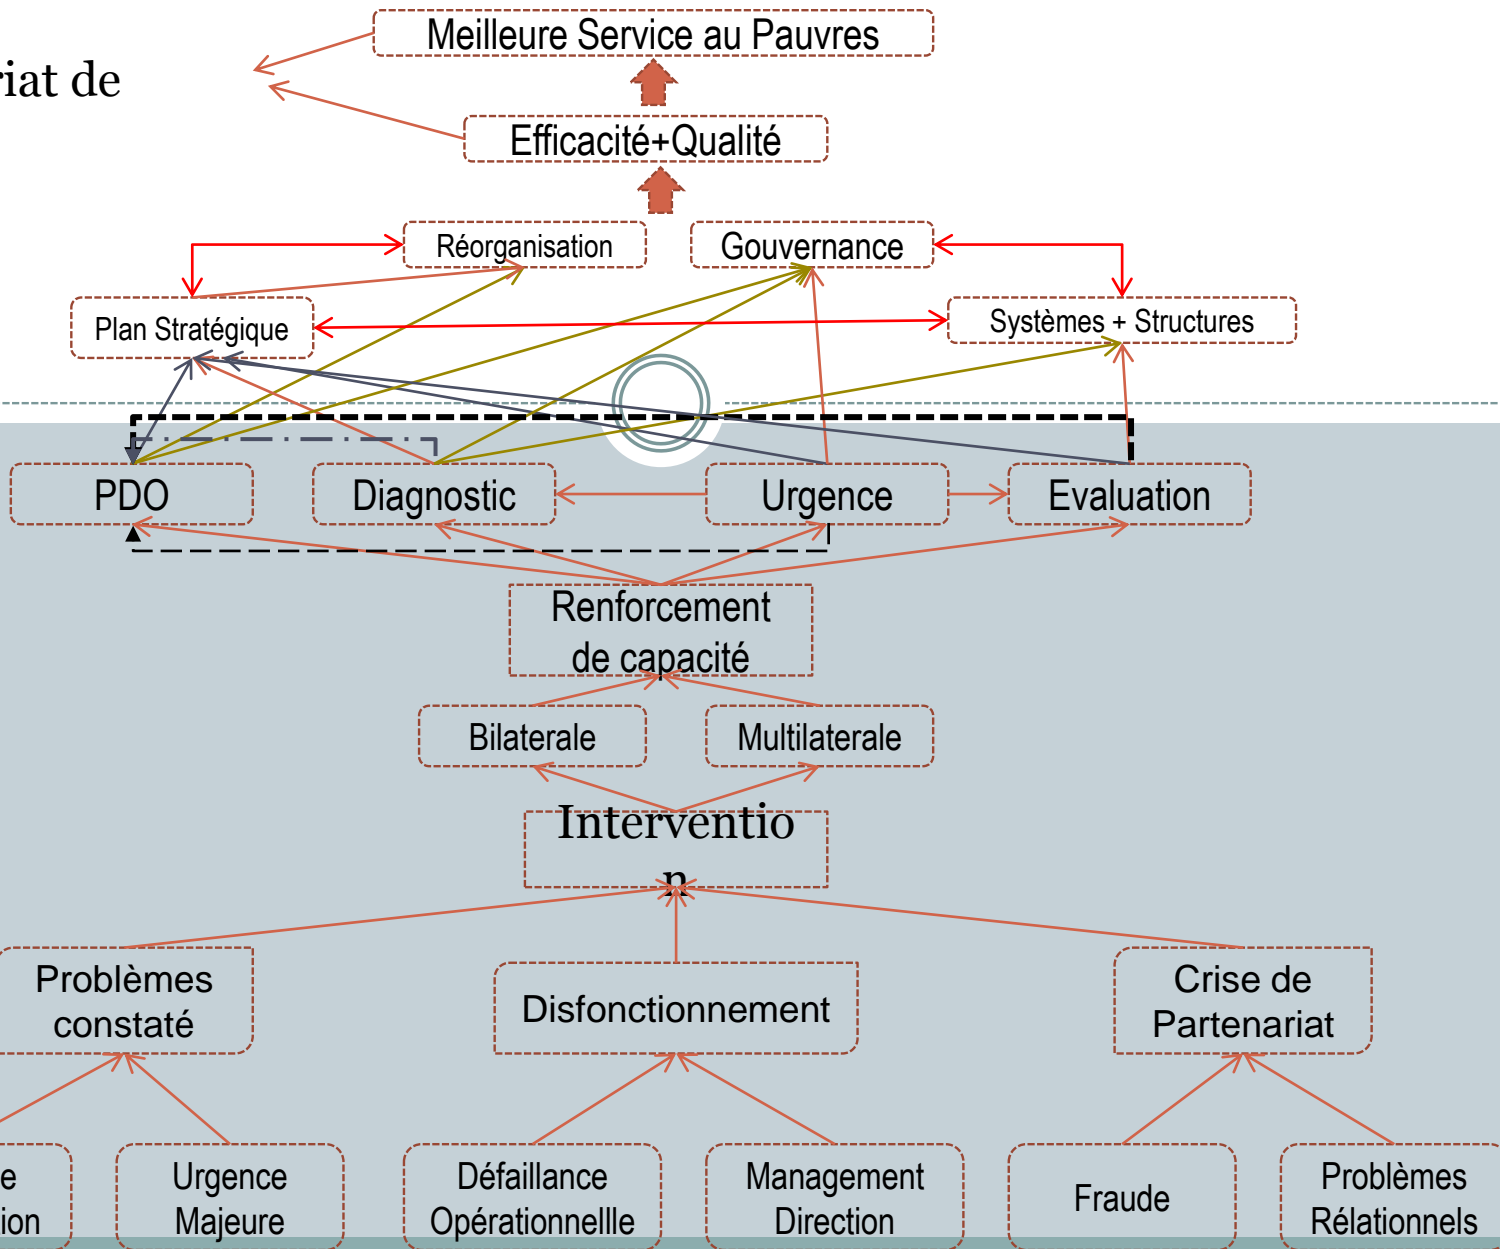 Meilleure Service au Pauvres
riat de
Efficacité+Qualité
Réorganisation
Gouvernance
Plan Stratégique
Systèmes + Structures
PDO
Diagnostic
Urgence
Evaluation
Renforcement
de capacité
Bilaterale
Multilaterale
Interventio
n
Problèmes
constaté
Disfonctionnement
Crise de
Partenariat
e
ion
Urgence
Majeure
Défaillance
Opérationnellle
Management
Direction
Fraude
Problèmes
Rélationnels